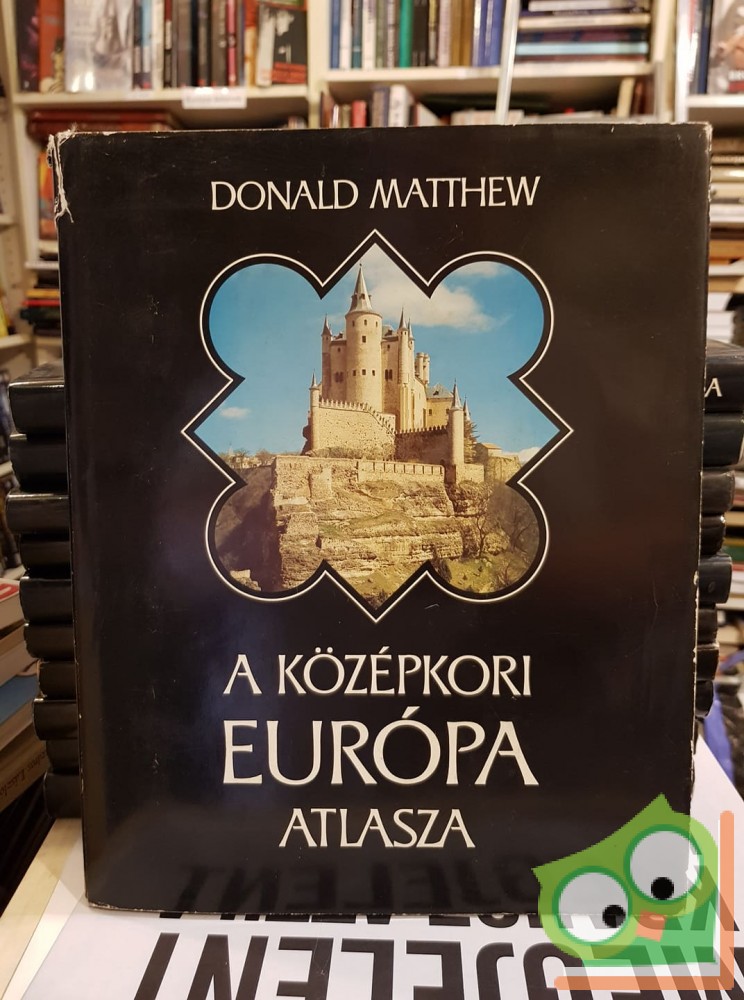 DONALD MATTHEW
A KÖZÉPKORI
EURÓPA
ATLASZA
A